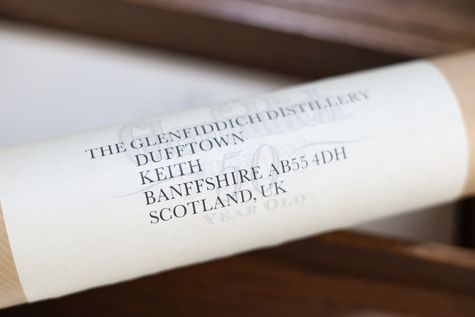 THE GLENFIDDICH DISTILLERY
DUFFTOWN
KEITH
BANFFSHIRE AB55 4DH
SCOTLAND, UK
50
YEAR OLD